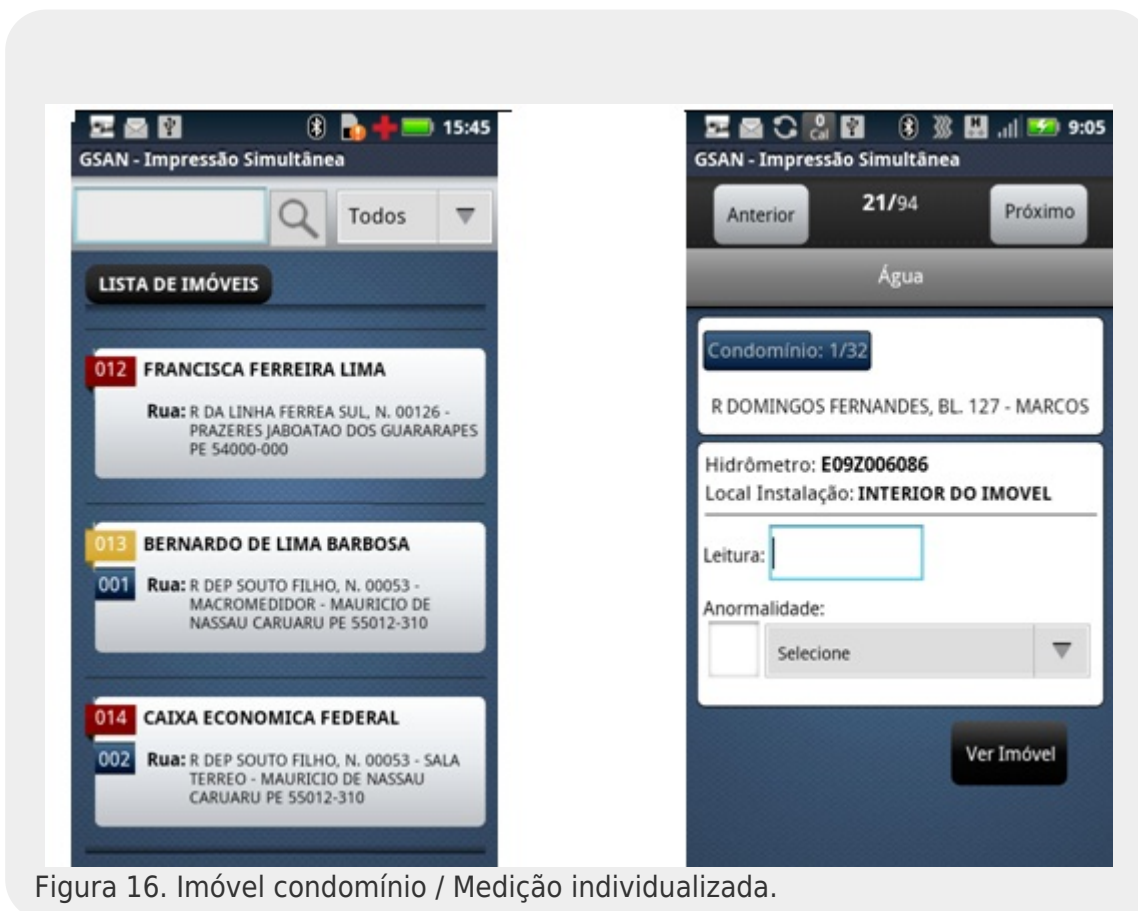 15:45
GSAN - Impressão Simultânea
Todos
LISTA DE IMÓVEIS
012 FRANCISCA FERREIRA LIMA
Rua: R DA LINHA FERREA SUL, N. 00126 -
PRAZERES JABOATAO DOS GUARARAPES
PE 54000-000
013 BERNARDO DE LIMA BARBOSA
001 Rua: R DEP SOUTO FILHO, N. 00053 -
MACROMEDIDOR - MAURICIO DE
NASSAU CARUARU PE 55012-310
014 CAIXA ECONOMICA FEDERAL
002 Rua: R DEP SOUTO FILHO, N. 00053 - SALA
TERREO - MAURICIO DE NASSAU
CARUARU PE 55012-310
0
Cal
H
9:05
GSAN - Impressão Simultânea
Anterior 21/94 Próximo
Água
Condomínio: 1/32
R DOMINGOS FERNANDES, BL. 127 - MARCOS
Hidrômetro: E09Z006086
Local Instalação: INTERIOR DO IMOVEL
Leitura:
Anormalidade:
Selecione
Ver Imóvel
Figura 16. Imóvel condomínio / Medição individualizada.